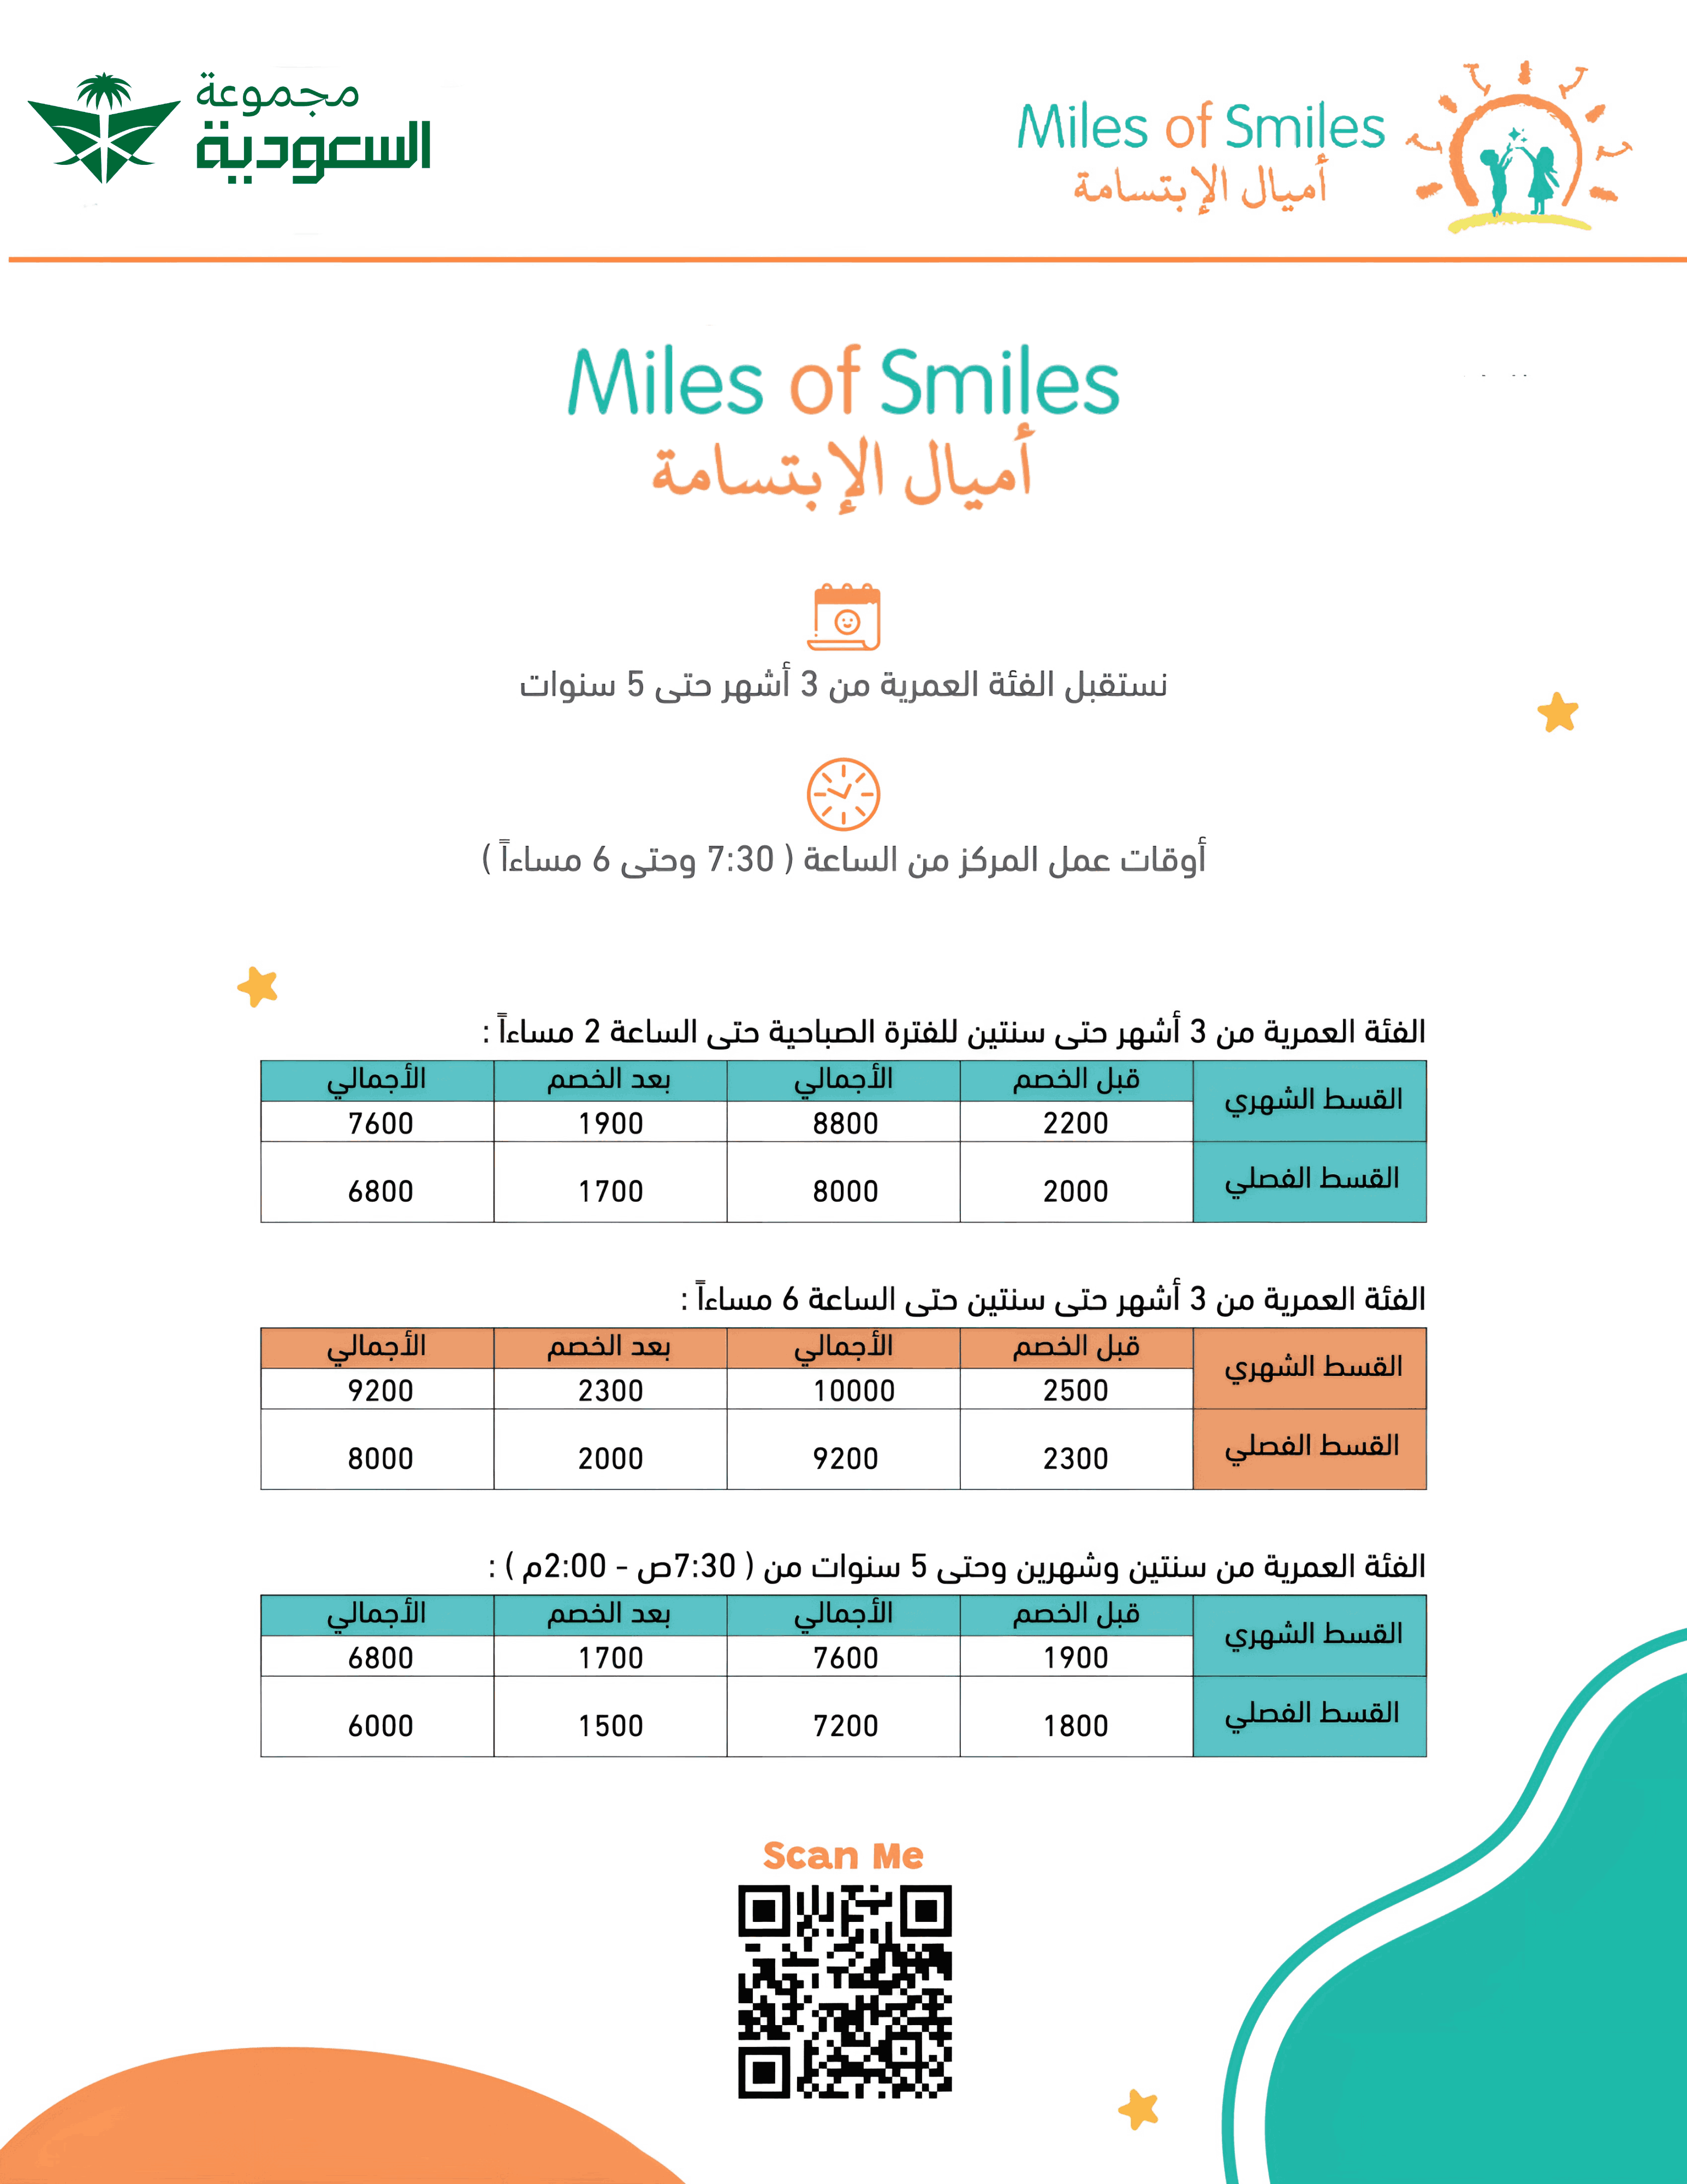 مجموعة
السعودية
Miles of Smiles
أميال الإبتسامة
Miles of Smiles
أميال الإبتسامة
نستقبل الفئة العمرية من 3 أشهر حتى 5 سنوات
أوقات عمل المركز من الساعة ( 7:30 وحتى 6 مساءاً )
الفئة العمرية من 3 أشهر حتى سنتين للفترة الصباحية حتى الساعة 2 مساءاً :
القسط الشهري قبل الخصم الأجمالي بعد الخصم الأجمالي
2200 8800 1900 7600
القسط الفصلي 2000 8000 1700 6800
الفئة العمرية من 3 أشهر حتى سنتين حتى الساعة 6 مساءاً :
القسط الشهري قبل الخصم الأجمالي بعد الخصم الأجمالي
2500 10000 2300 9200
القسط الفصلي 2300 9200 2000 8000
الفئة العمرية من سنتين وشهرين وحتى 5 سنوات من ( 7:30ص - 2:00م ) :
القسط الشهري قبل الخصم الأجمالي بعد الخصم الأجمالي
1900 7600 1700 6800
القسط الفصلي 1800 7200 1500 6000
Scan Me